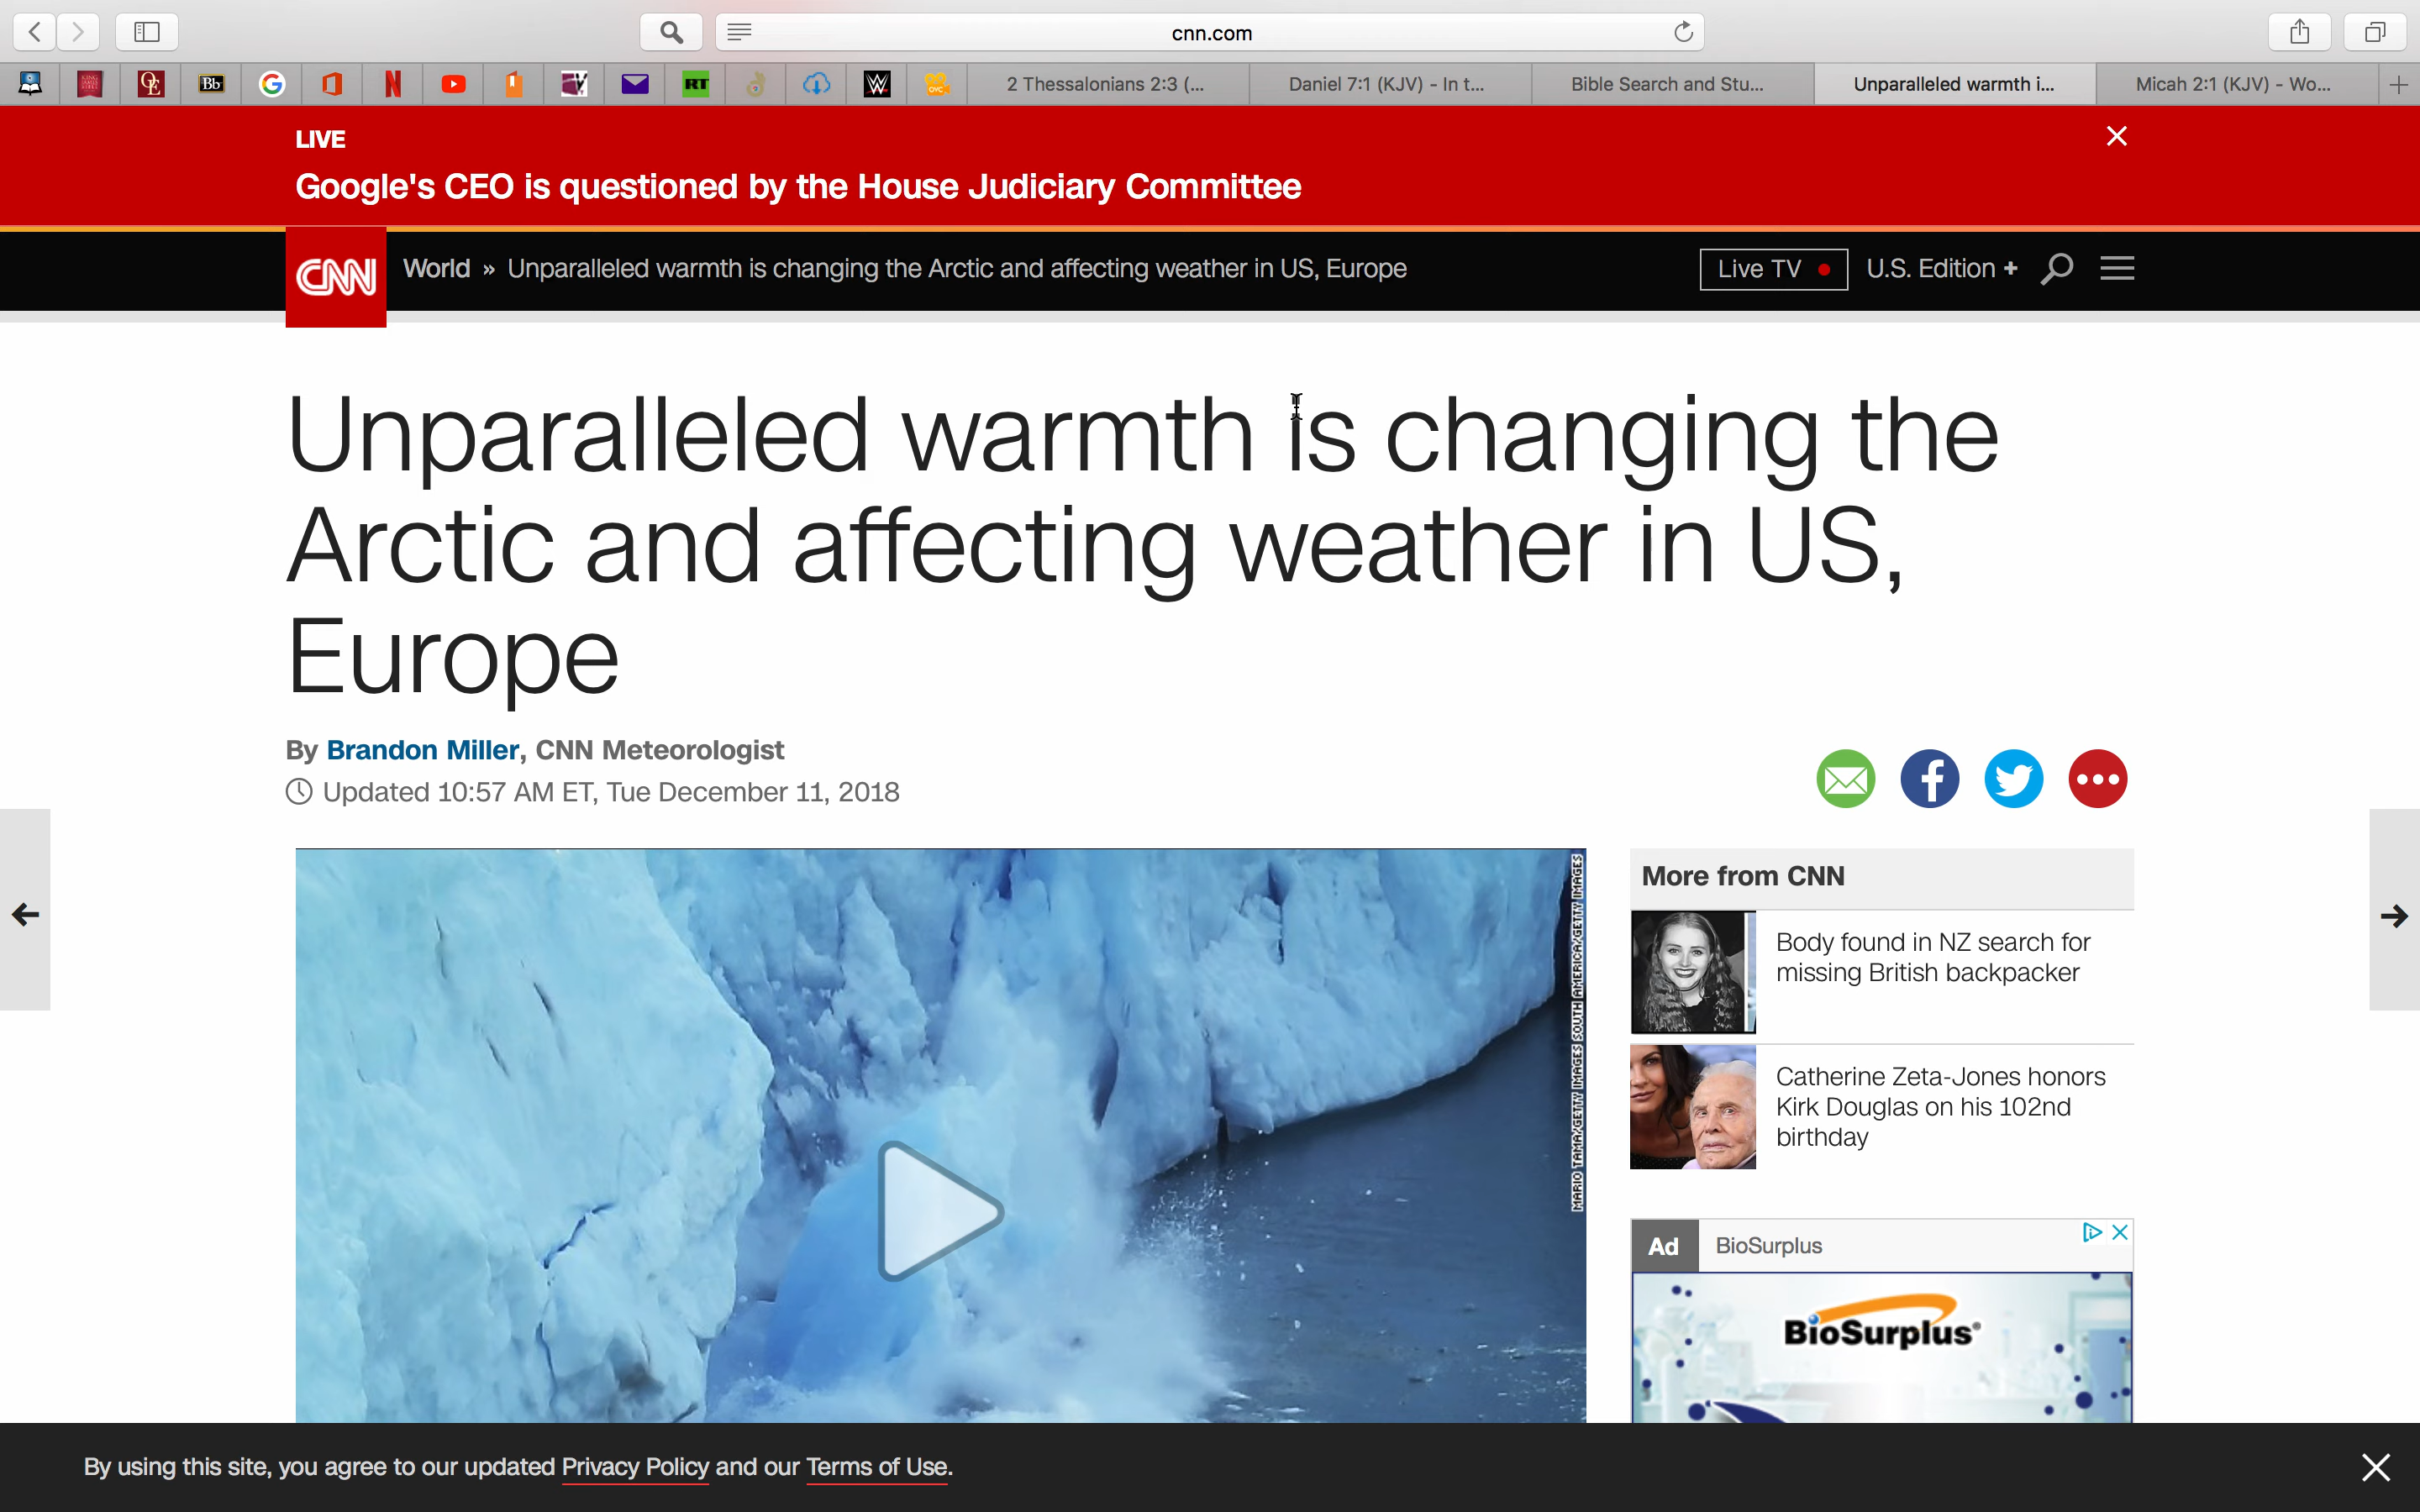 cnn.com
Bb
G
N
RT
W
2 Thessalonians 2:3 (...
Daniel 7:1 (KJV) - In t...
Bible Search and Stu...
Unparalleled warmth i...
Micah 2:1 (KJV) - Wo...
LIVE
Google's CEO is questioned by the House Judiciary Committee
CNN
World » Unparalleled warmth is changing the Arctic and affecting weather in US, Europe
Live TV
U.S. Edition +
Unparalleled warmth is changing the
Arctic and affecting weather in US,
Europe
By Brandon Miller, CNN Meteorologist
Updated 10:57 AM ET, Tue December 11, 2018
MARIO TAMA/GETTY IMAGES SOUTH AMERICA/GETTY IMAGES
More from CNN
Body found in NZ search for
missing British backpacker
Catherine Zeta-Jones honors
Kirk Douglas on his 102nd
birthday
Ad
BioSurplus
BioSurplus®
By using this site, you agree to our updated Privacy Policy and our Terms of Use.